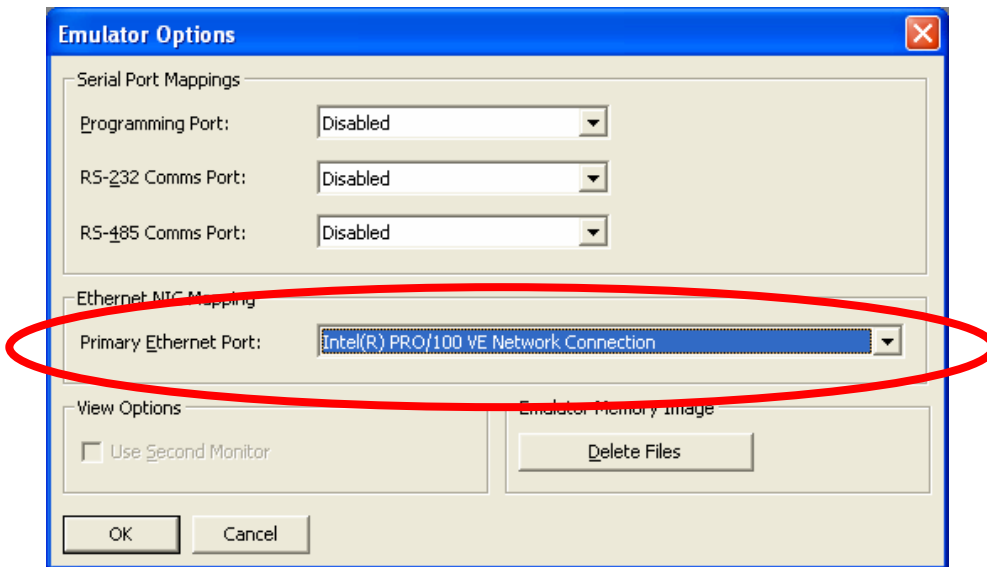 Emulator Options
Serial Port Mappings
Programming Port: Disabled
RS-232 Comms Port: Disabled
RS-485 Comms Port: Disabled
Ethernet NIC Mapping
Primary Ethernet Port: Intel(R) PRO/100 VE Network Connection
View Options
Use Second Monitor
Emulator Memory Image
Delete Files
OK Cancel